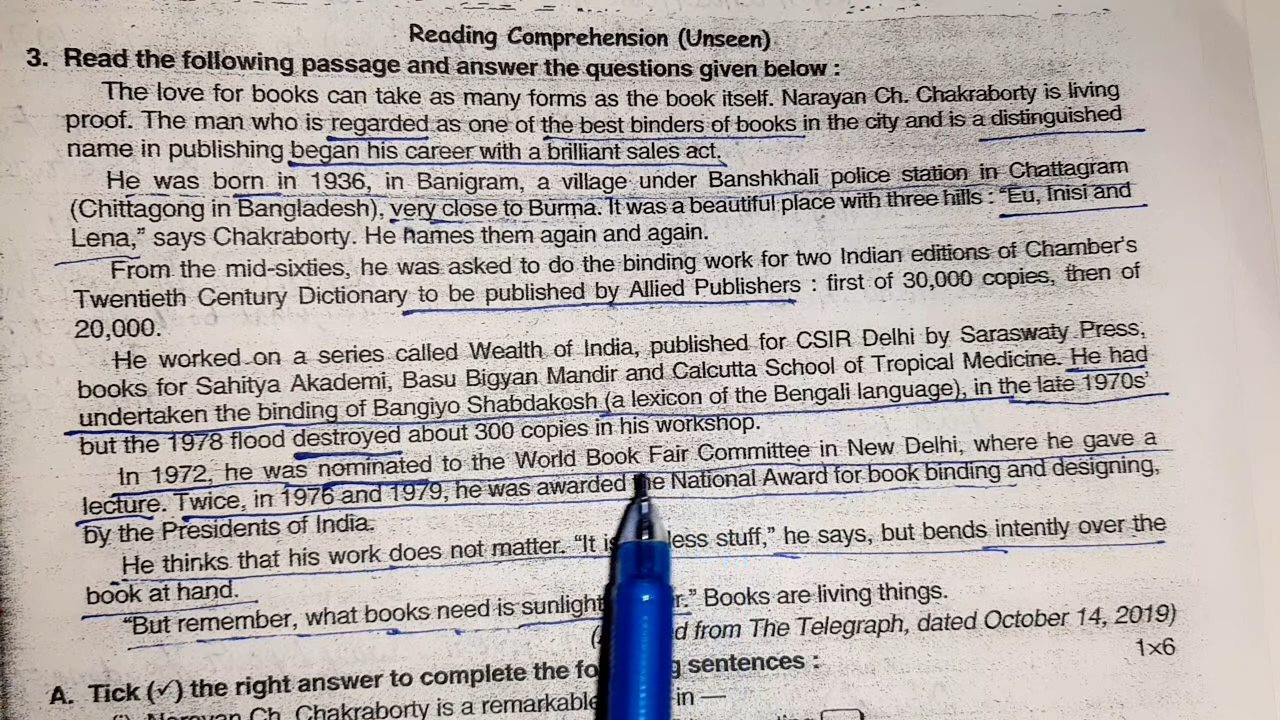 Reading Comprehension (Unseen)
3. Read the following passage and answer the questions given below :
The love for books can take as many forms as the book itself. Narayan Ch. Chakraborty is living
proof. The man who is regarded as one of the best binders of books in the city and is a distinguished
name in publishing began his career with a brilliant sales act.
He was born in 1936, in Banigram, a village under Banshkhali police station in Chattagram
(Chittagong in Bangladesh), very close to Burma. It was a beautiful place with three hills : "Eu, Inisi and
Lena," says Chakraborty. He names them again and again.
From the mid-sixties, he was asked to do the binding work for two Indian editions of Chamber's
Twentieth Century Dictionary to be published by Allied Publishers : first of 30,000 copies, then of
20,000.
He worked on a series called Wealth of India, published for CSIR Delhi by Saraswaty Press,
books for Sahitya Akademi, Basu Bigyan Mandir and Calcutta School of Tropical Medicine. He had
undertaken the binding of Bangiyo Shabdakosh (a lexicon of the Bengali language), in the late 1970s'
but the 1978 flood destroyed about 300 copies in his workshop.
In 1972, he was nominated to the World Book Fair Committee in New Delhi, where he gave a
lecture. Twice, in 1976 and 1979, he was awarded the National Award for book binding and designing,
by the Presidents of India.
He thinks that his work does not matter. "It is stuff," he says, but bends intently over the
book at hand.
"But remember, what books need is sunlight Books are living things.
from The Telegraph, dated October 14, 2019)
A. Tick (✓) the right answer to complete the sentences : 1×6
(i) Narayan Ch. Chakraborty is a remarkable in —